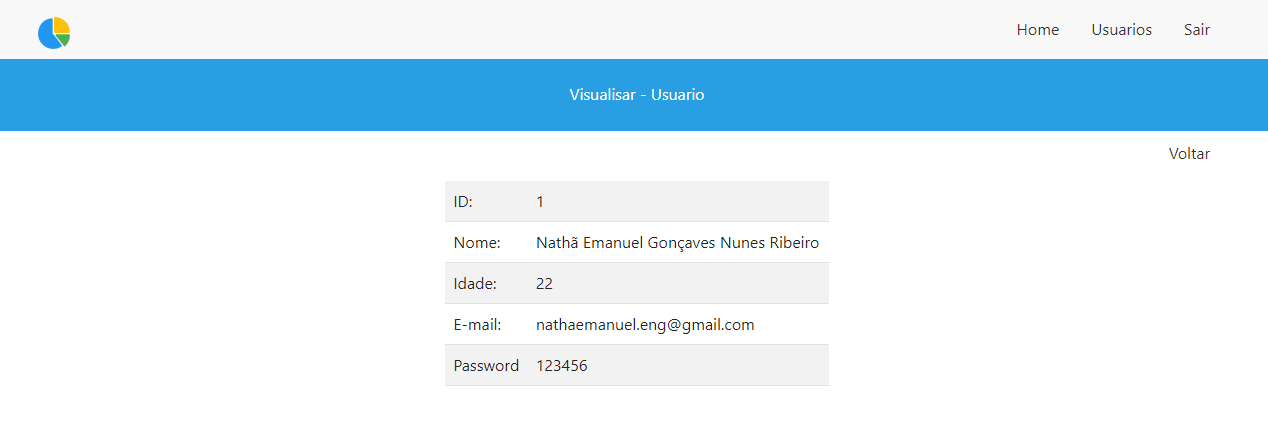 Home Usuarios Sair
Visualisar - Usuario
Voltar
ID: 1
Nome: Nathã Emanuel Gonçaves Nunes Ribeiro
Idade: 22
E-mail: nathaemanuel.eng@gmail.com
Password 123456